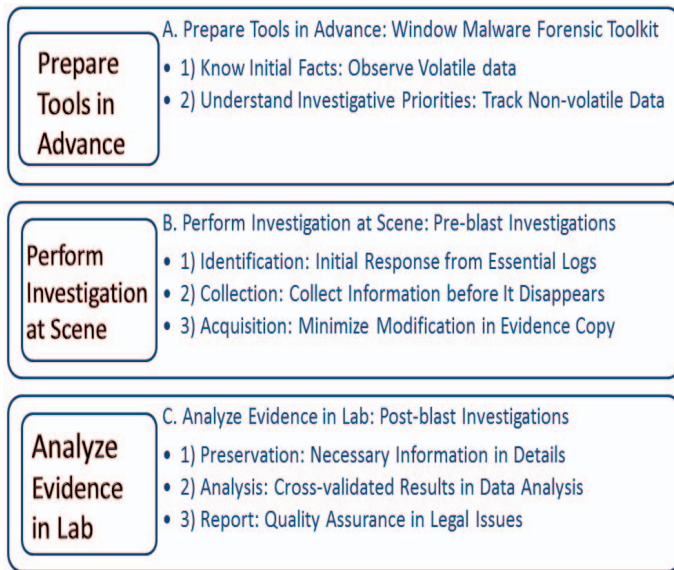 Prepare
Tools in
Advance
A. Prepare Tools in Advance: Window Malware Forensic Toolkit
• 1) Know Initial Facts: Observe Volatile data
• 2) Understand Investigative Priorities: Track Non-volatile Data
Perform
Investigation
at Scene
B. Perform Investigation at Scene: Pre-blast Investigations
• 1) Identification: Initial Response from Essential Logs
• 2) Collection: Collect Information before It Disappears
• 3) Acquisition: Minimize Modification in Evidence Copy
Analyze
Evidence
in Lab
C. Analyze Evidence in Lab: Post-blast Investigations
• 1) Preservation: Necessary Information in Details
• 2) Analysis: Cross-validated Results in Data Analysis
• 3) Report: Quality Assurance in Legal Issues